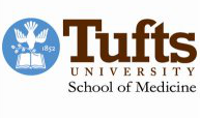 1852
Tufts
UNIVERSITY
School of Medicine